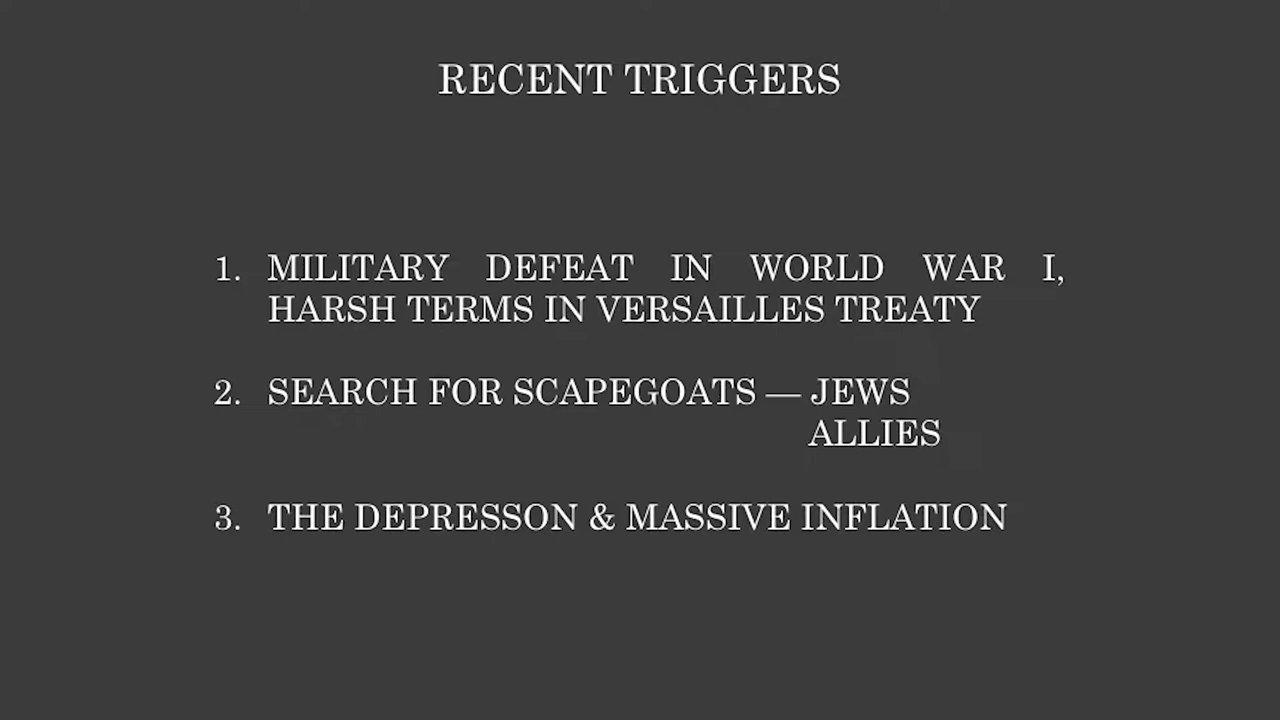 RECENT TRIGGERS
1. MILITARY DEFEAT IN WORLD WAR I,
HARSH TERMS IN VERSAILLES TREATY
2. SEARCH FOR SCAPEGOATS — JEWS
ALLIES
3. THE DEPRESSON & MASSIVE INFLATION